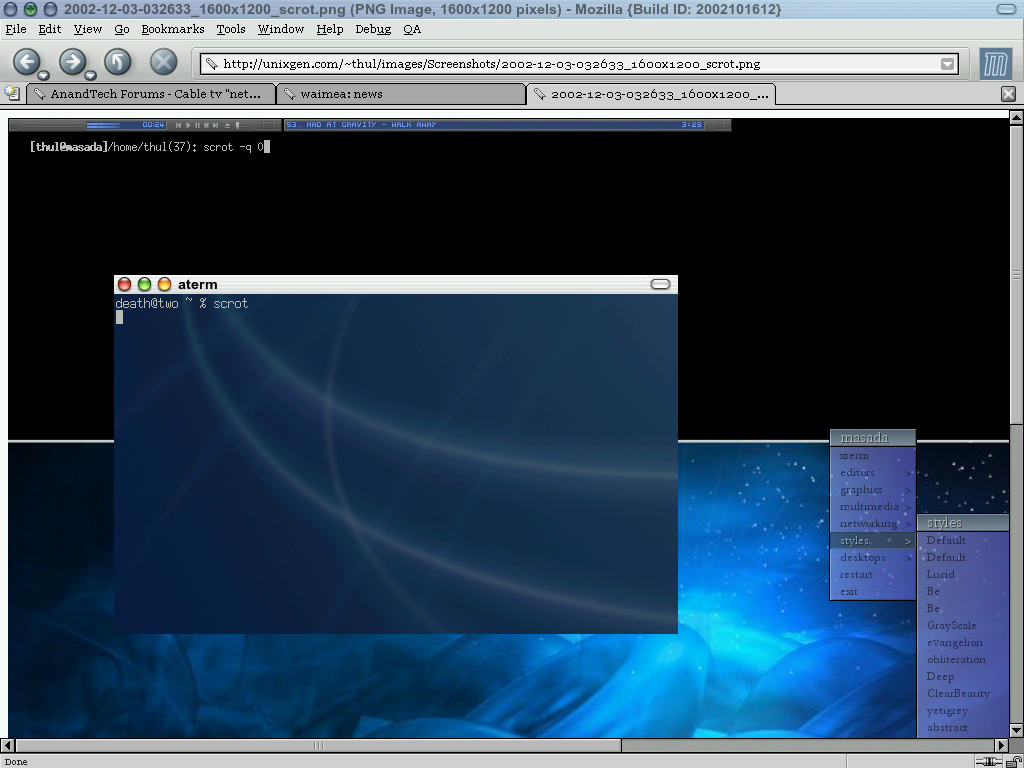 2002-12-03-032633_1600x1200_scrot.png (PNG Image, 1600x1200 pixels) - Mozilla {Build ID: 2002101612}
File Edit View Go Bookmarks Tools Window Help Debug QA
http://unixgen.com/~thul/images/Screenshots/2002-12-03-032633_1600x1200_scrot.png
AnandTech Forums - Cable tv "net... waimea: news 2002-12-03-032633_1600x1200_...
00:24 53. MAD AT GRAVITY - WALK AWAY 3:29
[thul@masada]/home/thul(37): scrot -q 0
aterm
death@two ~ % scrot
masada
xterm
editors >
graphics >
multimedia >
networking >
styles >
desktops >
restart
exit
styles
Default
Default
Lucid
Be
Be
GrayScale
evangelion
obliteration
Deep
ClearBeauty
yetigrey
abstract
Done